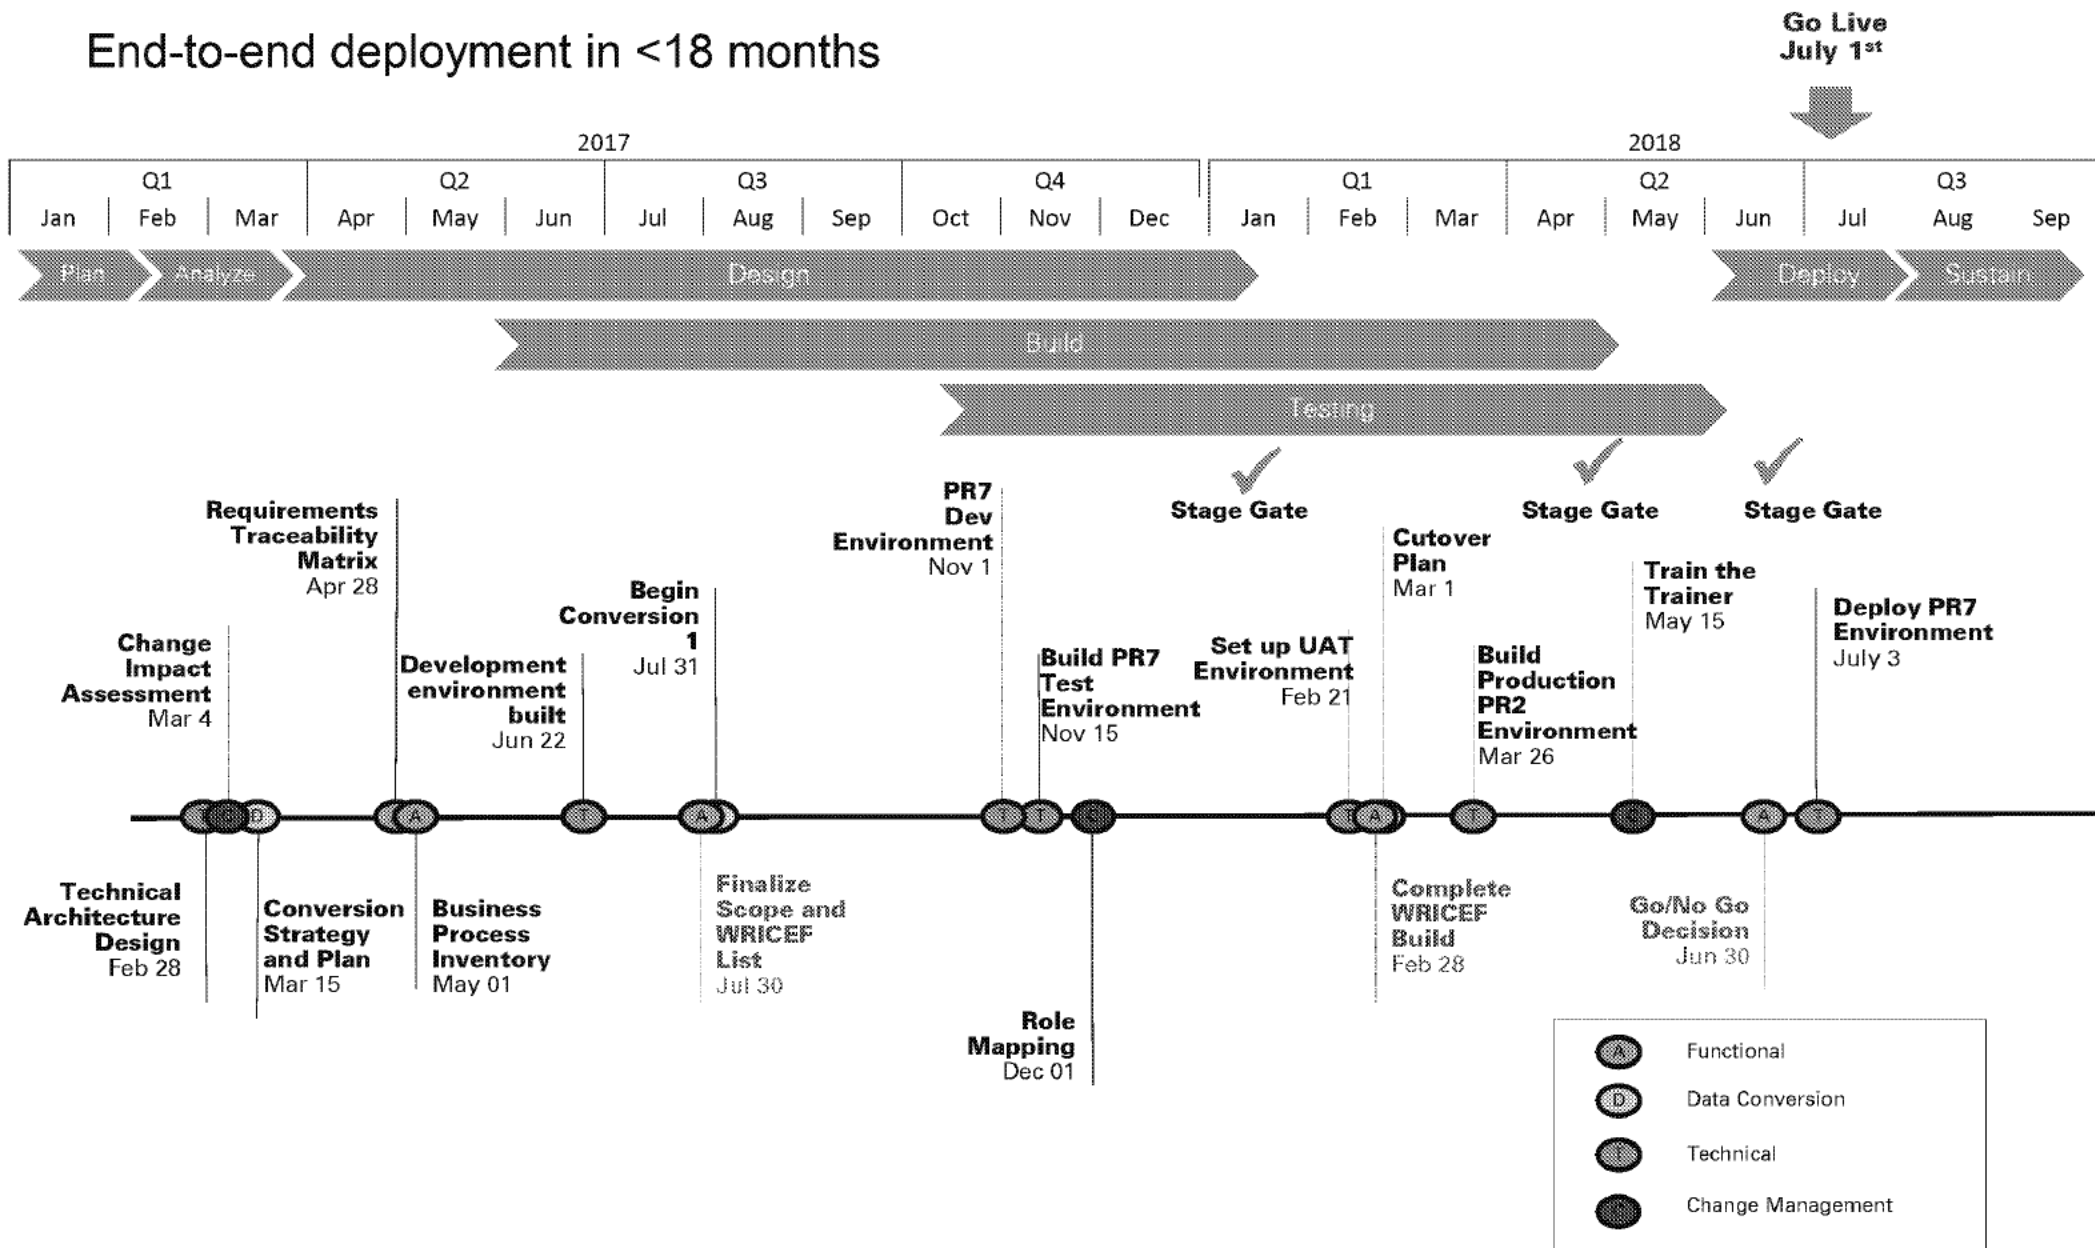 End-to-end deployment in <18 months
Go Live
July 1st
2017
2018
Q1
Q2
Q3
Q4
Q1
Q2
Q3
Jan
Feb
Mar
Apr
May
Jun
Jul
Aug
Sep
Oct
Nov
Dec
Jan
Feb
Mar
Apr
May
Jun
Jul
Aug
Sep
Plan
Analyze
Design
Deploy
Sustain
Build
Testing
Stage Gate
Stage Gate
Stage Gate
Change
Impact
Assessment
Mar 4
Requirements
Traceability
Matrix
Apr 28
Development
environment
built
Jun 22
Begin
Conversion
1
Jul 31
PR7
Dev
Environment
Nov 1
Build PR7
Test
Environment
Nov 15
Set up UAT
Environment
Feb 21
Cutover
Plan
Mar 1
Build
Production
PR2
Environment
Mar 26
Train the
Trainer
May 15
Deploy PR7
Environment
July 3
T
D
A
T
A
T
T
C
T
A
T
C
A
T
Technical
Architecture
Design
Feb 28
Conversion
Strategy
and Plan
Mar 15
Business
Process
Inventory
May 01
Finalize
Scope and
WRICEF
List
Jul 30
Role
Mapping
Dec 01
Complete
WRICEF
Build
Feb 28
Go/No Go
Decision
Jun 30
A Functional
D Data Conversion
T Technical
C Change Management